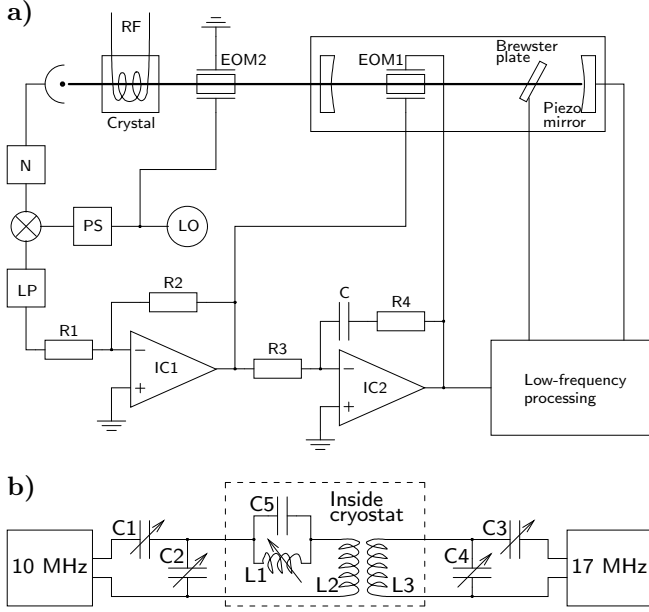 a)
RF
EOM2
EOM1
Brewster
plate
Crystal
Piezo
mirror
N
PS
LO
LP
R1
R2
IC1
R3
C
R4
IC2
Low-frequency
processing
b)
Inside
cryostat
C1
C2
C5
L1
L2
L3
C4
C3
10 MHz
17 MHz